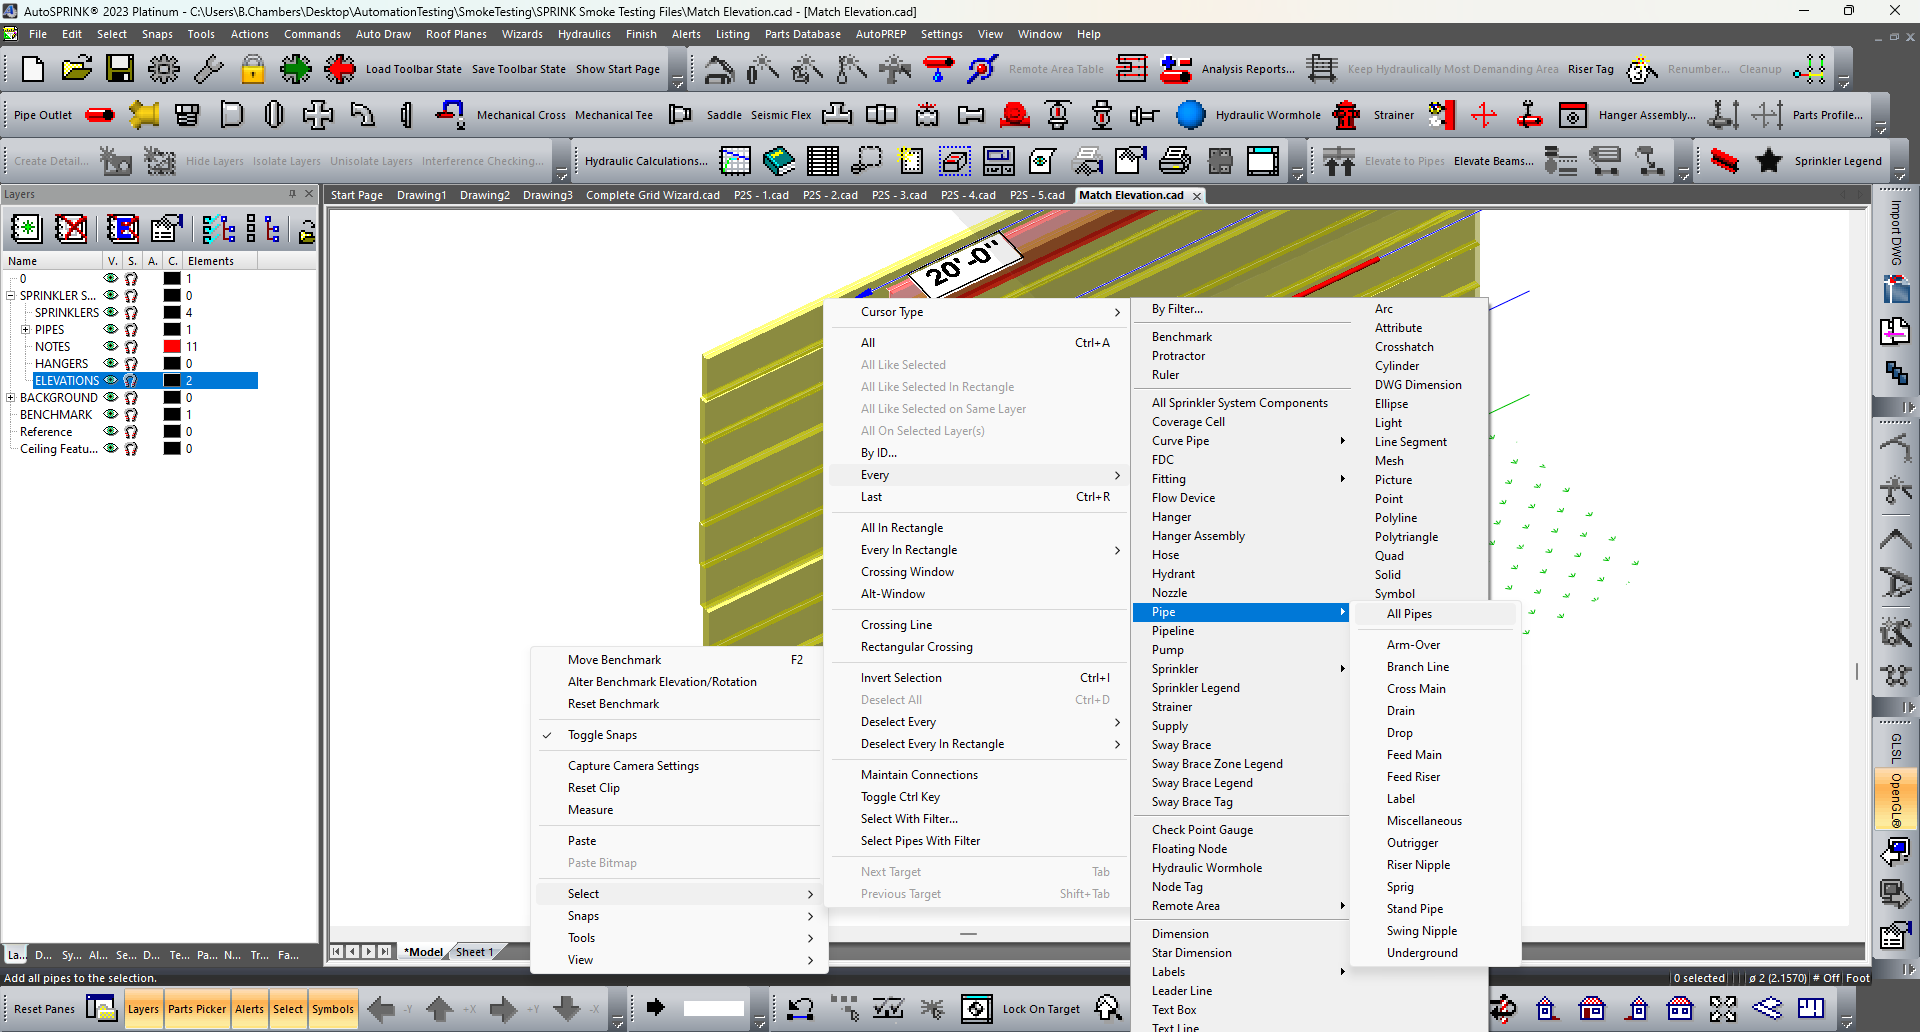 AutoSPRINK® 2023 Platinum - C:\Users\B.Chambers\Desktop\AutomationTesting\SmokeTesting\SPRINK Smoke Testing Files\Match Elevation.cad - [Match Elevation.cad]
File Edit Select Snaps Tools Actions Commands Auto Draw Roof Planes Wizards Hydraulics Finish Alerts Listing Parts Database AutoPREP Settings View Window Help
Load Toolbar State Save Toolbar State Show Start Page Remote Area Table Analysis Reports... Keep Hydraulically Most Demanding Area Riser Tag Renumber... Cleanup
Pipe Outlet Mechanical Cross Mechanical Tee Saddle Seismic Flex Hydraulic Wormhole Strainer Hanger Assembly... Parts Profile...
Create Detail... Hide Layers Isolate Layers Unisolate Layers Interference Checking... Hydraulic Calculations... Elevate to Pipes Elevate Beams... Sprinkler Legend
Layers
Start Page Drawing1 Drawing2 Drawing3 Complete Grid Wizard.cad P2S - 1.cad P2S - 2.cad P2S - 3.cad P2S - 4.cad P2S - 5.cad Match Elevation.cad
Name V. S. A. C. Elements
0 1
SPRINKLER S... 0
SPRINKLERS 4
PIPES 1
NOTES 11
HANGERS 0
ELEVATIONS 2
BACKGROUND 0
BENCHMARK 1
Reference 0
Ceiling Featu... 0
20'-0"
Move Benchmark F2
Alter Benchmark Elevation/Rotation
Reset Benchmark
Toggle Snaps
Capture Camera Settings
Reset Clip
Measure
Paste
Paste Bitmap
Select
Snaps
Tools
View
Cursor Type
All Ctrl+A
All Like Selected
All Like Selected In Rectangle
All Like Selected on Same Layer
All On Selected Layer(s)
By ID...
Every
Last Ctrl+R
All In Rectangle
Every In Rectangle
Crossing Window
Alt-Window
Crossing Line
Rectangular Crossing
Invert Selection Ctrl+I
Deselect All Ctrl+D
Deselect Every
Deselect Every In Rectangle
Maintain Connections
Toggle Ctrl Key
Select With Filter...
Select Pipes With Filter
Next Target Tab
Previous Target Shift+Tab
By Filter...
Benchmark
Protractor
Ruler
All Sprinkler System Components
Coverage Cell
Curve Pipe
FDC
Fitting
Flow Device
Hanger
Hanger Assembly
Hose
Hydrant
Nozzle
Pipe
Pipeline
Pump
Sprinkler
Sprinkler Legend
Strainer
Supply
Sway Brace
Sway Brace Zone Legend
Sway Brace Legend
Sway Brace Tag
Check Point Gauge
Floating Node
Hydraulic Wormhole
Node Tag
Remote Area
Dimension
Star Dimension
Labels
Leader Line
Text Box
Text Line
Arc
Attribute
Crosshatch
Cylinder
DWG Dimension
Ellipse
Light
Line Segment
Mesh
Picture
Point
Polyline
Polytriangle
Quad
Solid
Symbol
All Pipes
Arm-Over
Branch Line
Cross Main
Drain
Drop
Feed Main
Feed Riser
Label
Miscellaneous
Outrigger
Riser Nipple
Sprig
Stand Pipe
Swing Nipple
Underground
Import DWG
GLSL
OpenGL®
La... D... Sy... Al... Se... D... Te... Pa... N... Tr... Fa...
*Model Sheet 1
Add all pipes to the selection.
0 selected ø 2 (2.1570) # Off Foot
Reset Panes Layers Parts Picker Alerts Select Symbols -Y +X +Y -X Lock On Target